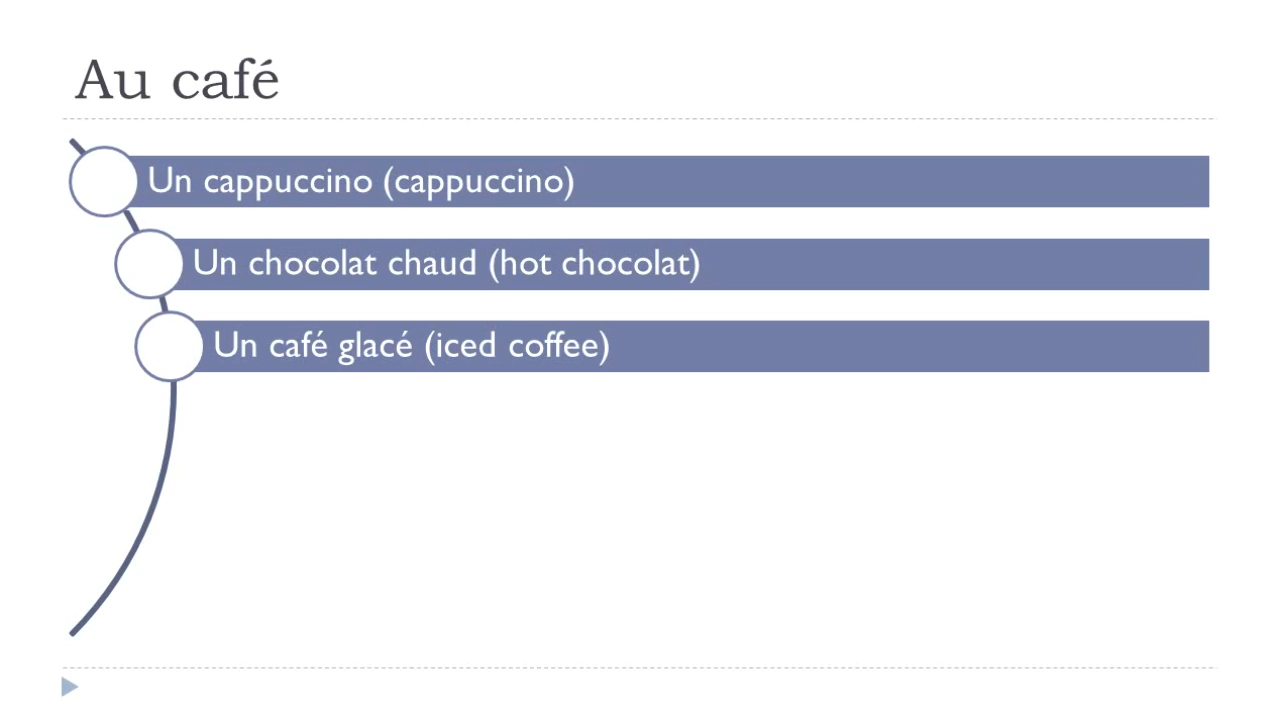 Au café
Un cappuccino (cappuccino)
Un chocolat chaud (hot chocolat)
Un café glacé (iced coffee)